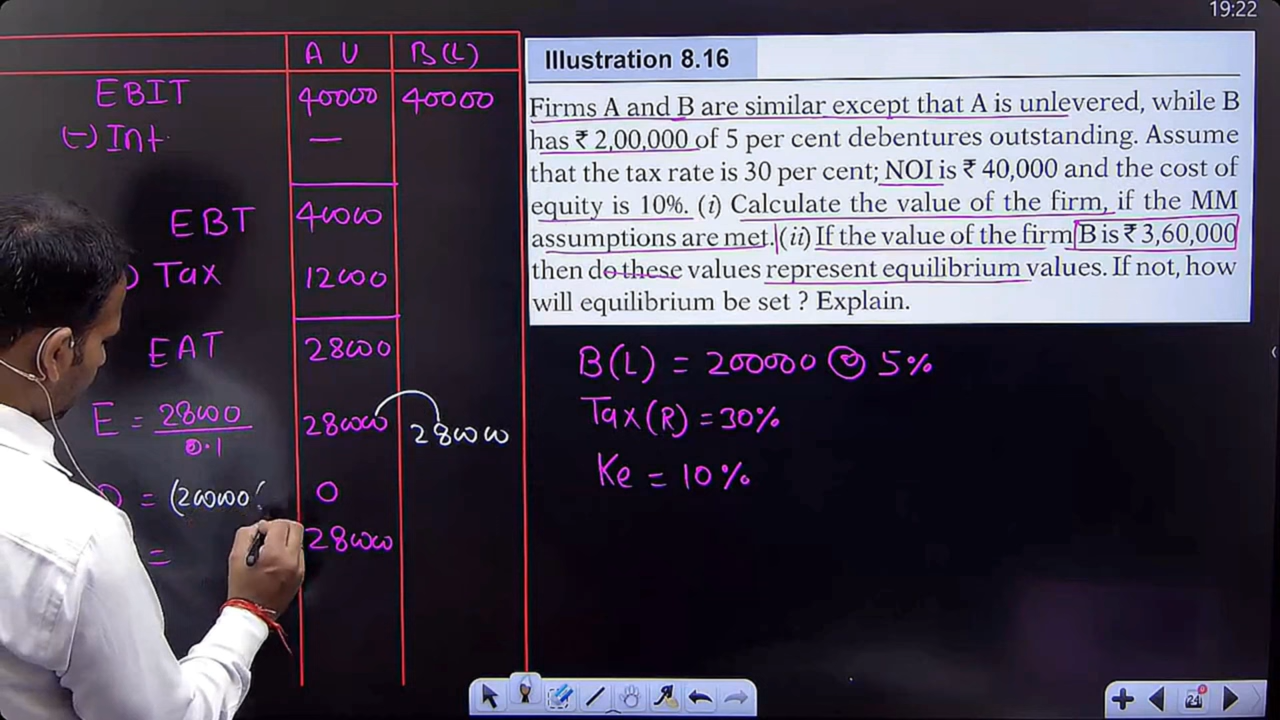 19:22
A U B(L)
EBIT 40000 40000
(-) Int. —
EBT 40000
) Tax 12000
EAT 28000
E = 28000 / 0.1 28000 28000
D = (200000 0
= 28000
Illustration 8.16
Firms A and B are similar except that A is unlevered, while B
has ₹ 2,00,000 of 5 per cent debentures outstanding. Assume
that the tax rate is 30 per cent; NOI is ₹ 40,000 and the cost of
equity is 10%. (i) Calculate the value of the firm, if the MM
assumptions are met. (ii) If the value of the firm B is ₹ 3,60,000
then do these values represent equilibrium values. If not, how
will equilibrium be set ? Explain.
B(L) = 200000 @ 5%
Tax (R) = 30%
Ke = 10%
24